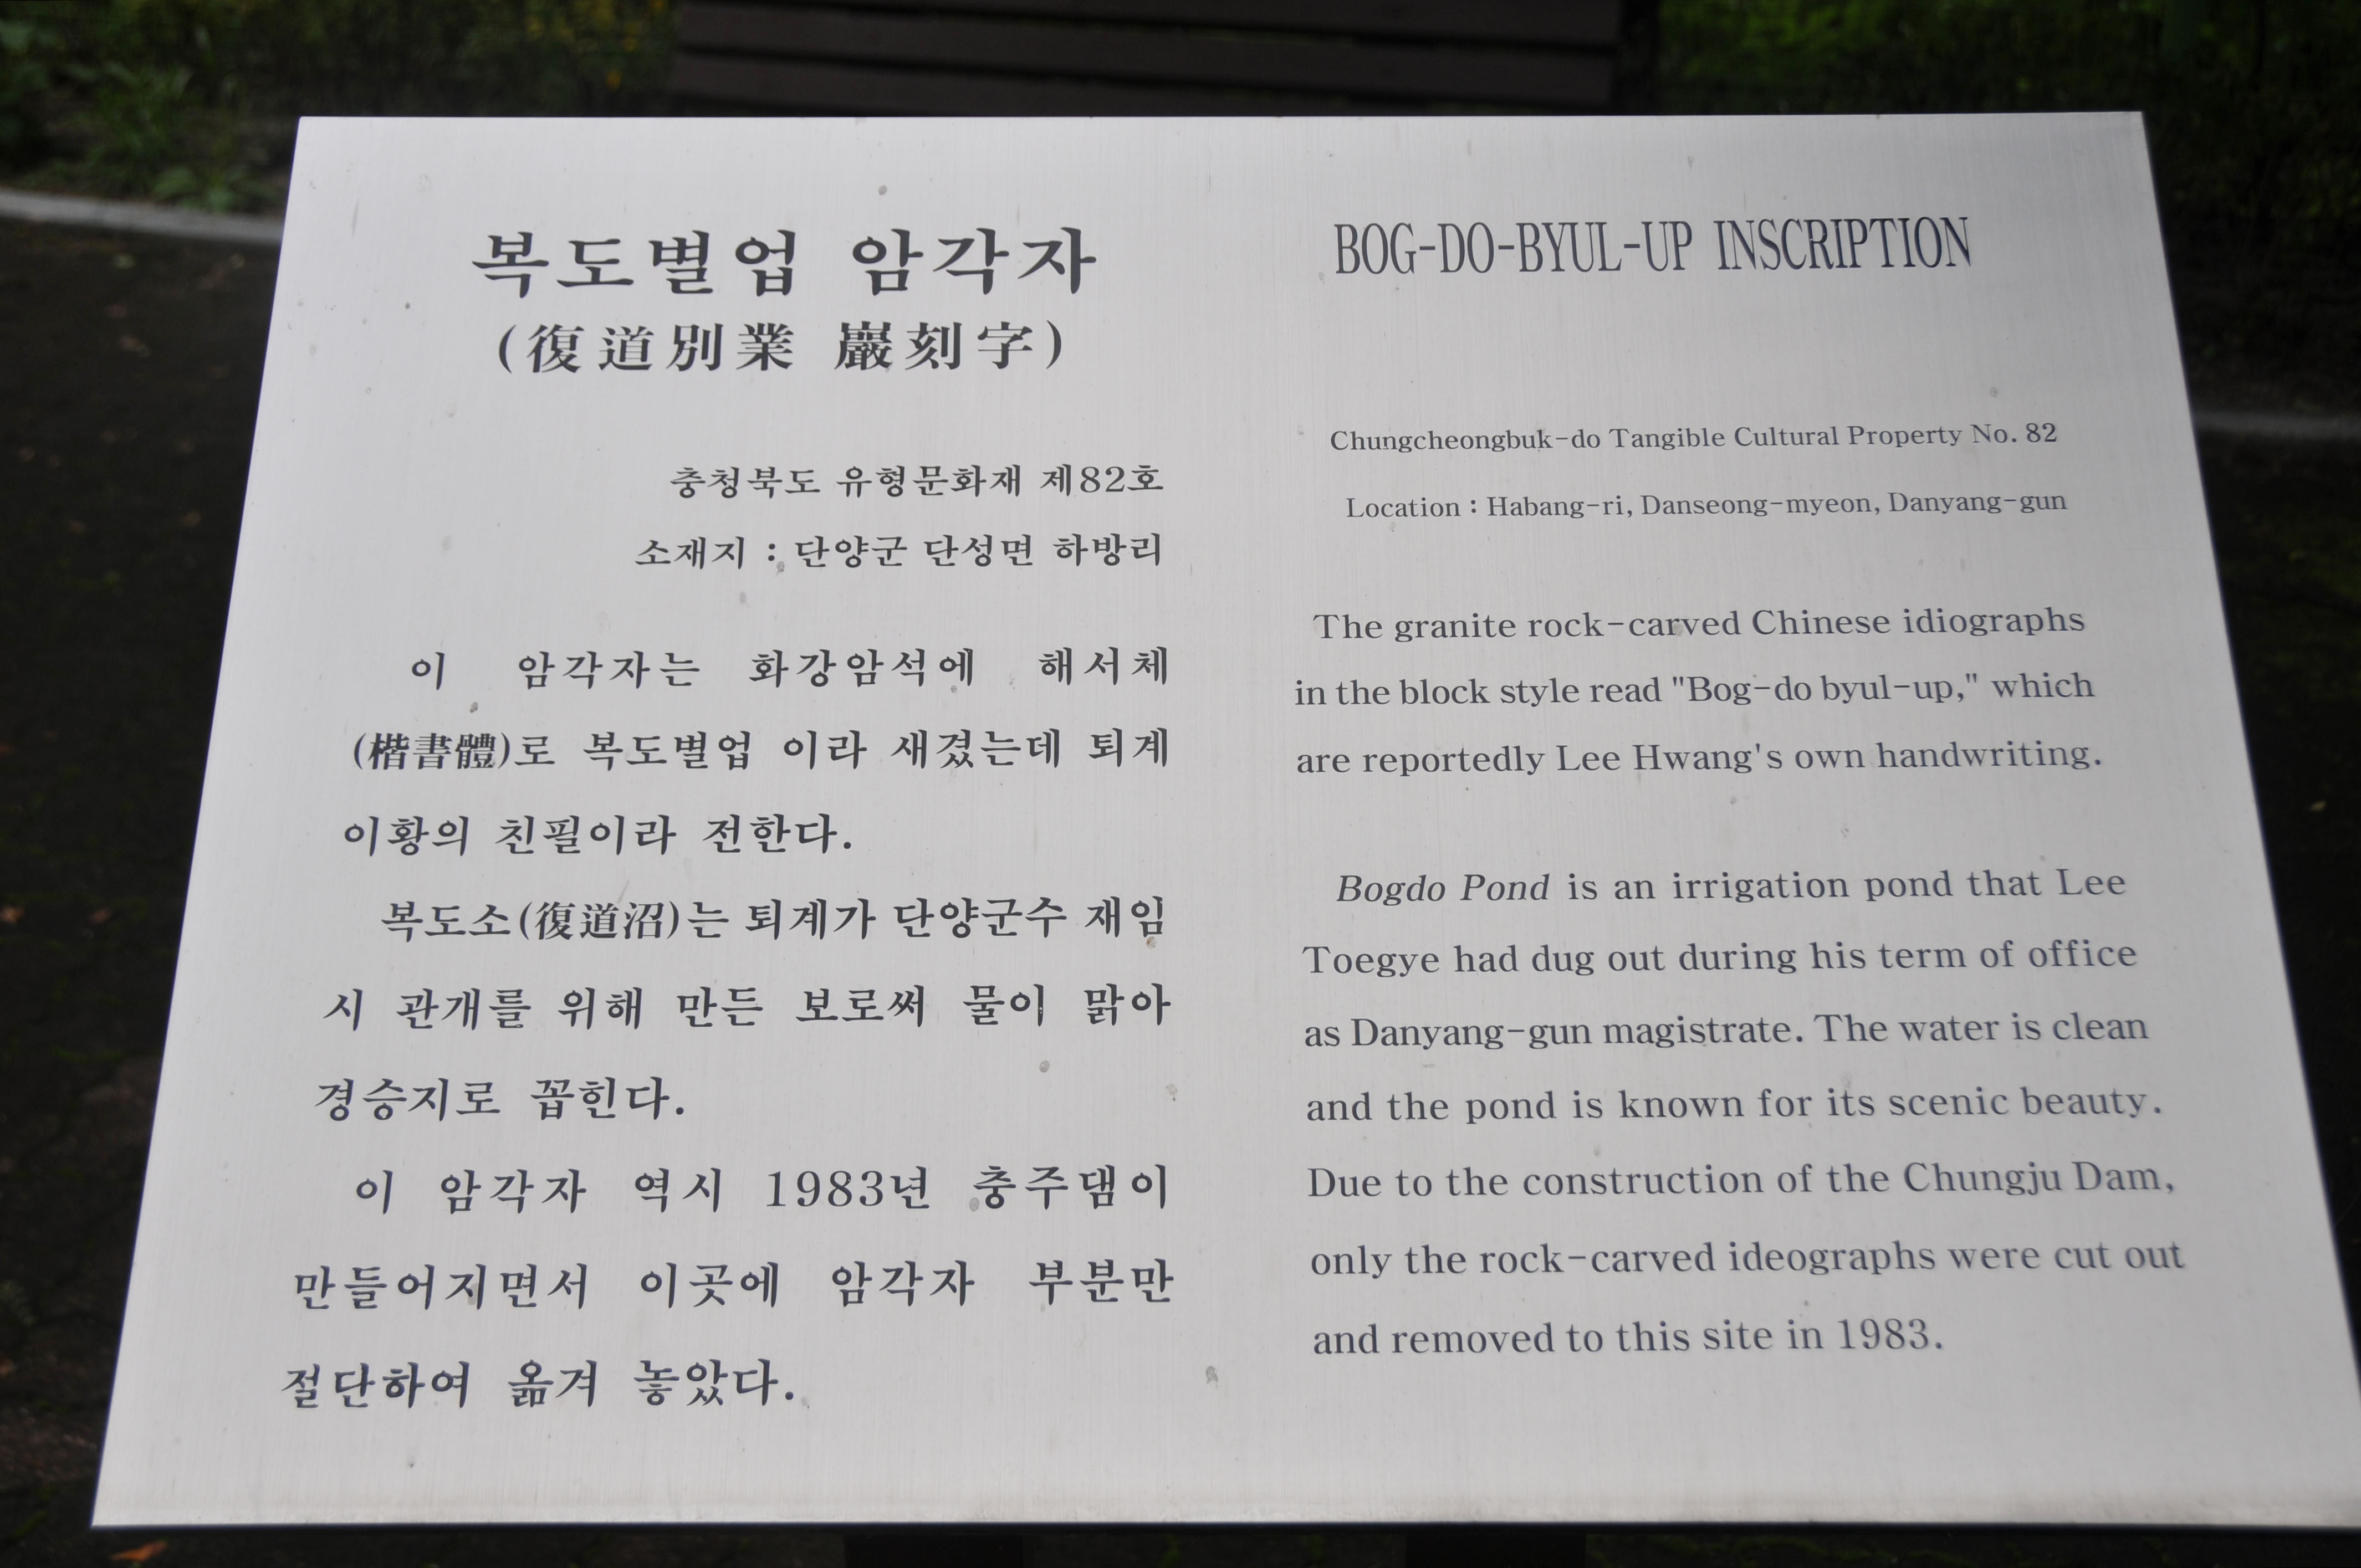 복도별업 암각자
(復道別業 巖刻字)
충청북도 유형문화재 제82호
소재지 : 단양군 단성면 하방리
이 암각자는 화강암석에 해서체
(楷書體)로 복도별업 이라 새겼는데 퇴계
이황의 친필이라 전한다.
복도소(復道沼)는 퇴계가 단양군수 재임
시 관개를 위해 만든 보로써 물이 맑아
경승지로 꼽힌다.
이 암각자 역시 1983년 충주댐이
만들어지면서 이곳에 암각자 부분만
절단하여 옮겨 놓았다.
BOG-DO-BYUL-UP INSCRIPTION
Chungcheongbuk-do Tangible Cultural Property No. 82
Location : Habang-ri, Danseong-myeon, Danyang-gun
The granite rock-carved Chinese idiographs
in the block style read "Bog-do byul-up," which
are reportedly Lee Hwang's own handwriting.
Bogdo Pond is an irrigation pond that Lee
Toegye had dug out during his term of office
as Danyang-gun magistrate. The water is clean
and the pond is known for its scenic beauty.
Due to the construction of the Chungju Dam,
only the rock-carved ideographs were cut out
and removed to this site in 1983.